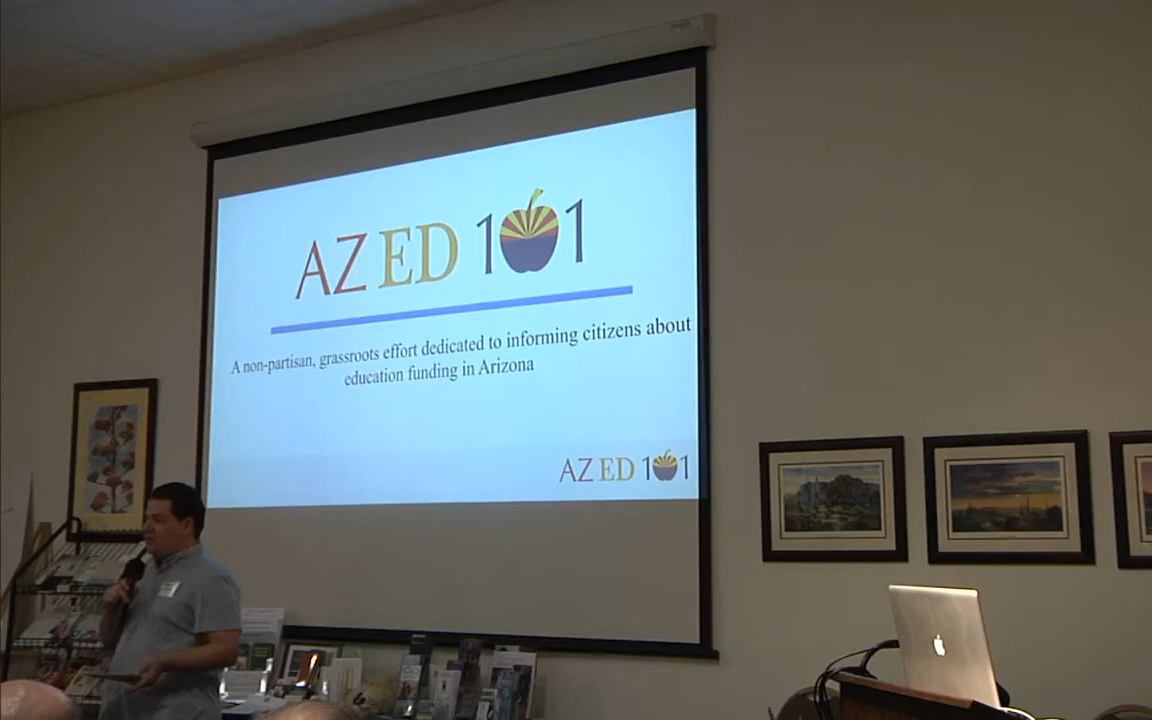 AZ ED 101
A non-partisan, grassroots effort dedicated to informing citizens about
education funding in Arizona
AZ ED 101